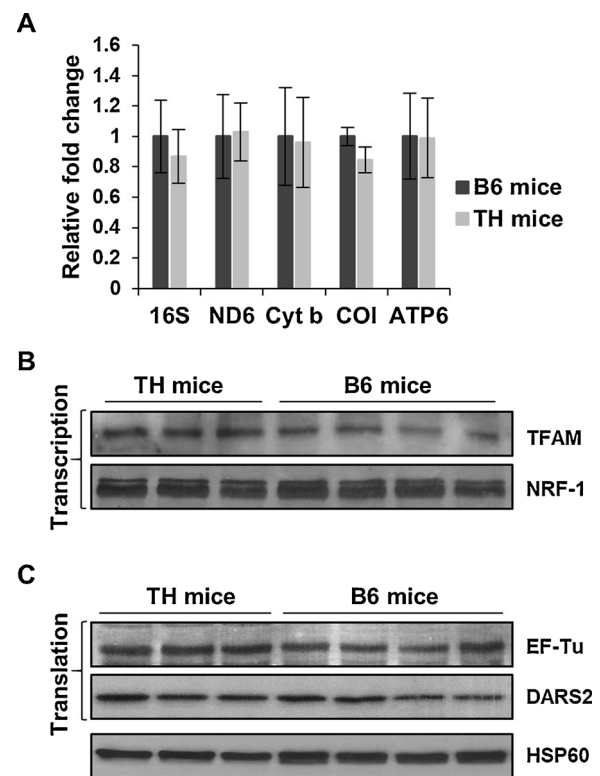 A
1.6
1.4
1.2
1
0.8
0.6
0.4
0.2
0
Relative fold change
B6 mice
TH mice
16S ND6 Cyt b COI ATP6
B
TH mice B6 mice
Transcription
TFAM
NRF-1
C
TH mice B6 mice
Translation
EF-Tu
DARS2
HSP60